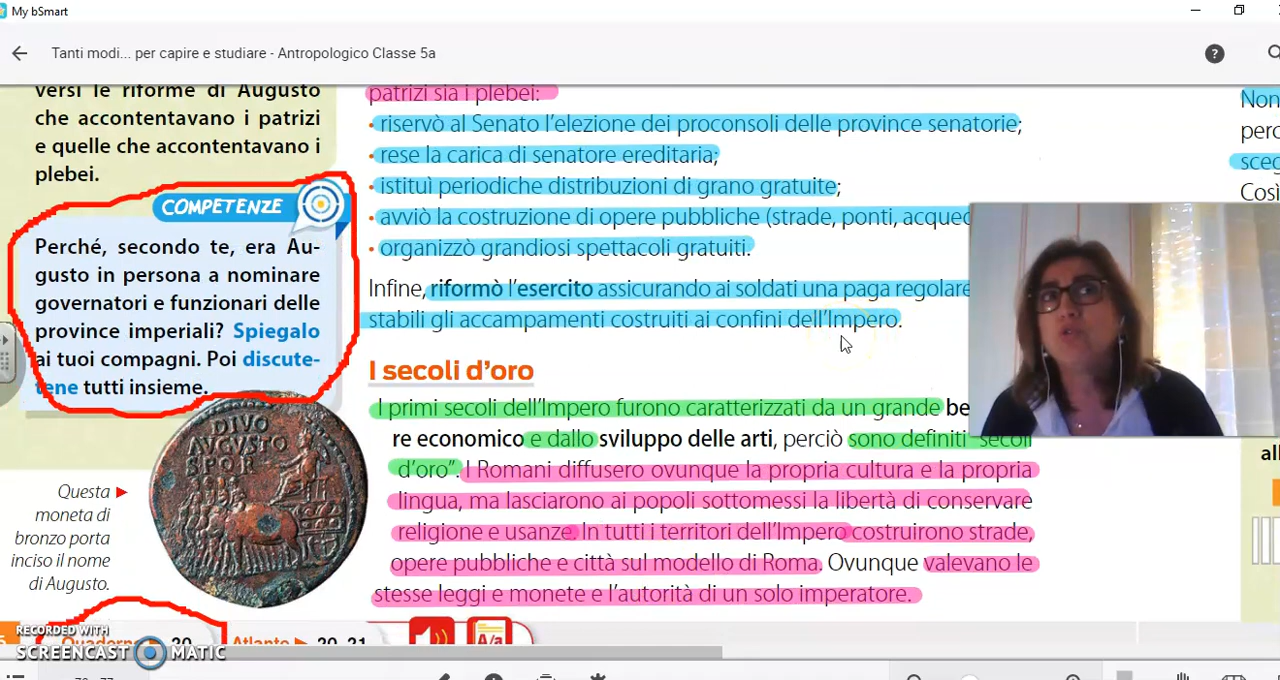 My bSmart
Tanti modi... per capire e studiare - Antropologico Classe 5a
?
versi le riforme di Augusto
che accontentavano i patrizi
e quelle che accontentavano i
plebei.
COMPETENZE
Perché, secondo te, era Au-
gusto in persona a nominare
governatori e funzionari delle
province imperiali? Spiegalo
ai tuoi compagni. Poi discute-
tene tutti insieme.
DIVO
AVGVSTO
SPQR
Questa ▶
moneta di
bronzo porta
inciso il nome
di Augusto.
patrizi sia i plebei:
• riservò al Senato l'elezione dei proconsoli delle province senatorie;
• rese la carica di senatore ereditaria;
• istituì periodiche distribuzioni di grano gratuite;
• avviò la costruzione di opere pubbliche (strade, ponti, acqued
• organizzò grandiosi spettacoli gratuiti.
Infine, riformò l'esercito assicurando ai soldati una paga regolare
stabili gli accampamenti costruiti ai confini dell'Impero.
I secoli d'oro
I primi secoli dell'Impero furono caratterizzati da un grande be
re economico e dallo sviluppo delle arti, perciò sono definiti "secoli
d'oro". I Romani diffusero ovunque la propria cultura e la propria
lingua, ma lasciarono ai popoli sottomessi la libertà di conservare
religione e usanze. In tutti i territori dell'Impero costruirono strade,
opere pubbliche e città sul modello di Roma. Ovunque valevano le
stesse leggi e monete e l'autorità di un solo imperatore.
Non
perc
sceg
Così
all
Quaderno ▶ 20
Atlante ▶ 20-21
A/a
RECORDED WITH
SCREENCAST MATIC